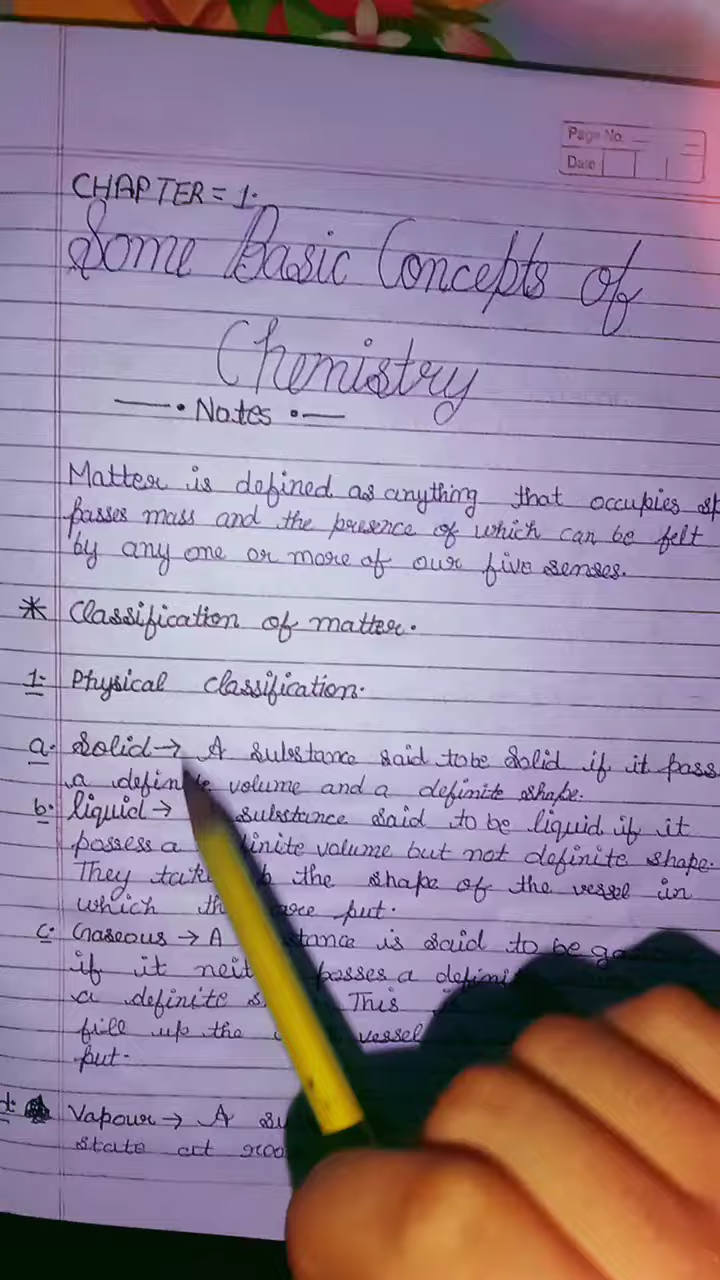 Page No.
Date
CHAPTER = 1.
Some Basic Concepts of
Chemistry
Notes
Matter is defined as anything that occupies
passes mass and the presence of which can be felt
by any one or more of our five senses.
* Classification of matter.
1. Physical classification.
a. Solid → A substance said to be solid if it
a definite volume and a definite shape.
b. liquid → substance said to be liquid if it
possess a volume but not definite shape.
They the shape of the vessel in
which put.
c. Gaseous → A is said to be
if it passes a
a definite This
fill up the vessel
put.
d. Vapour → A
state at